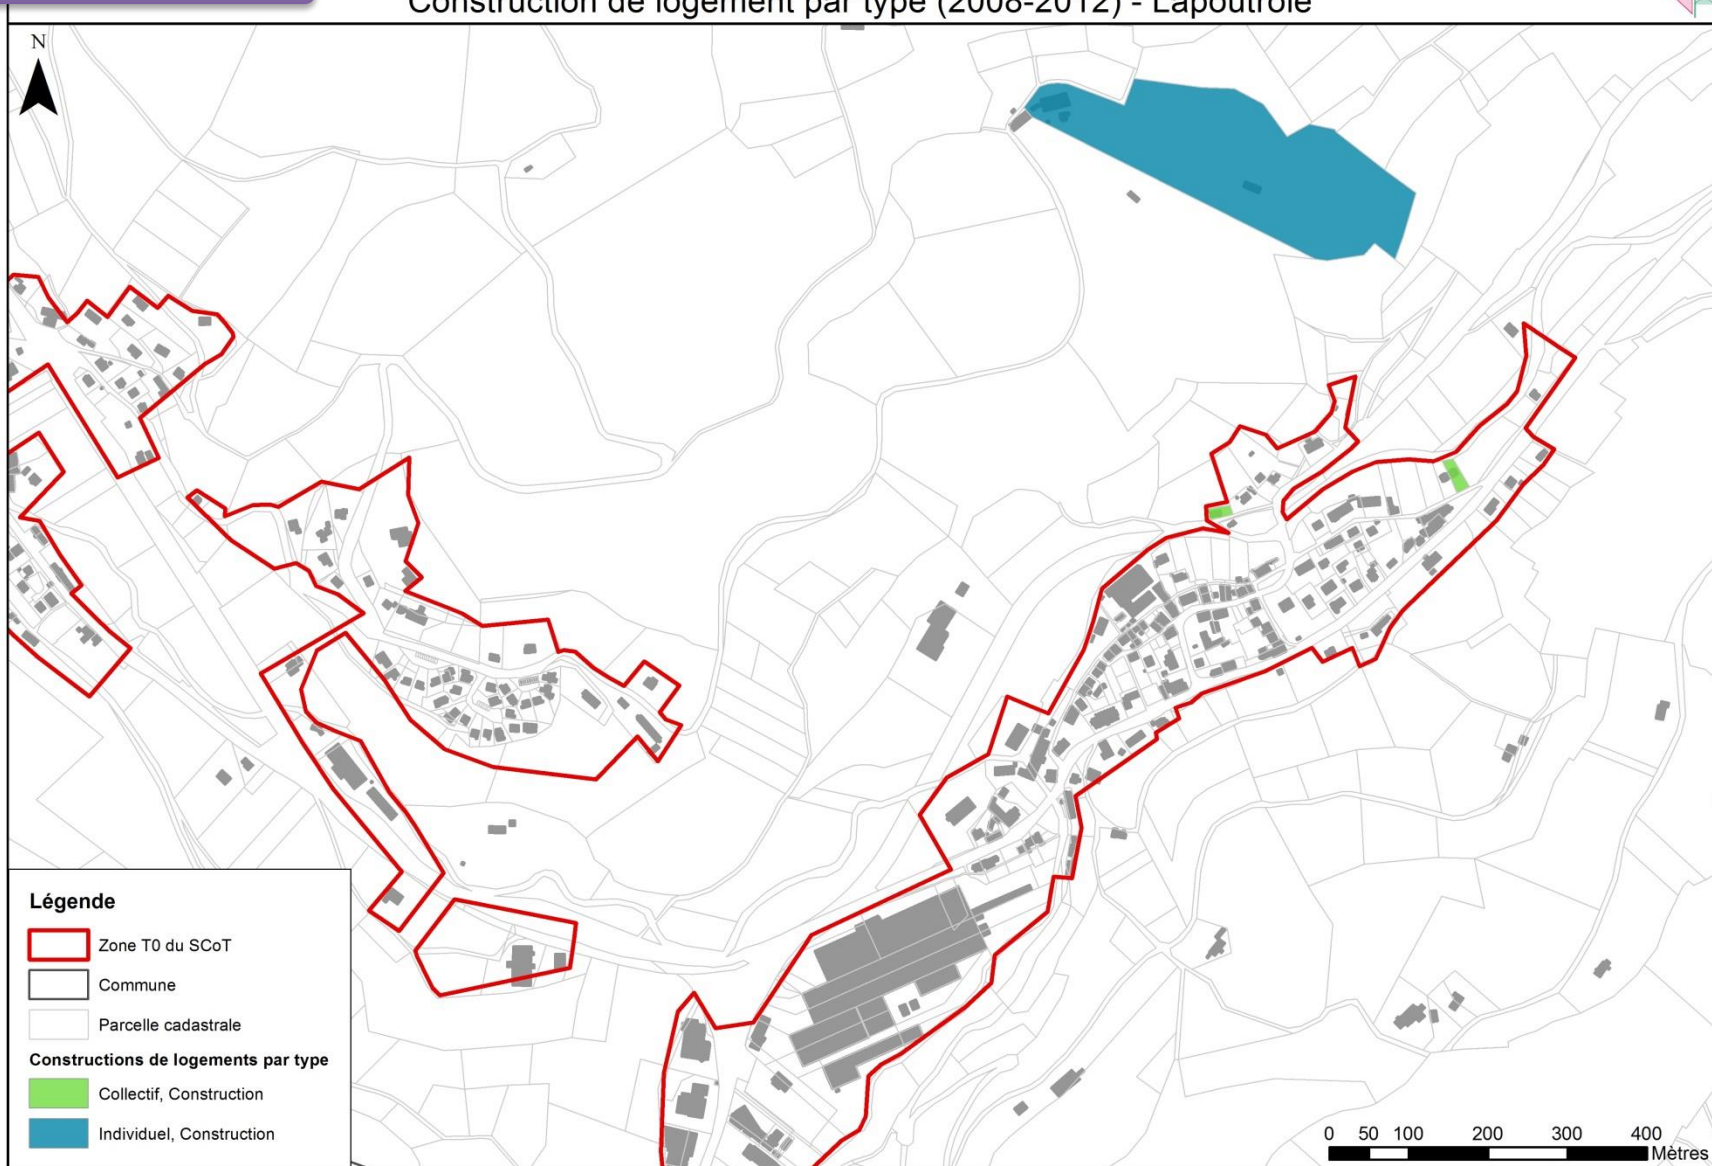 Construction de logement par type (2008-2012) - Lapoutroie
N
Légende
Zone T0 du SCoT
Commune
Parcelle cadastrale
Constructions de logements par type
Collectif, Construction
Individuel, Construction
0 50 100 200 300 400
Mètres